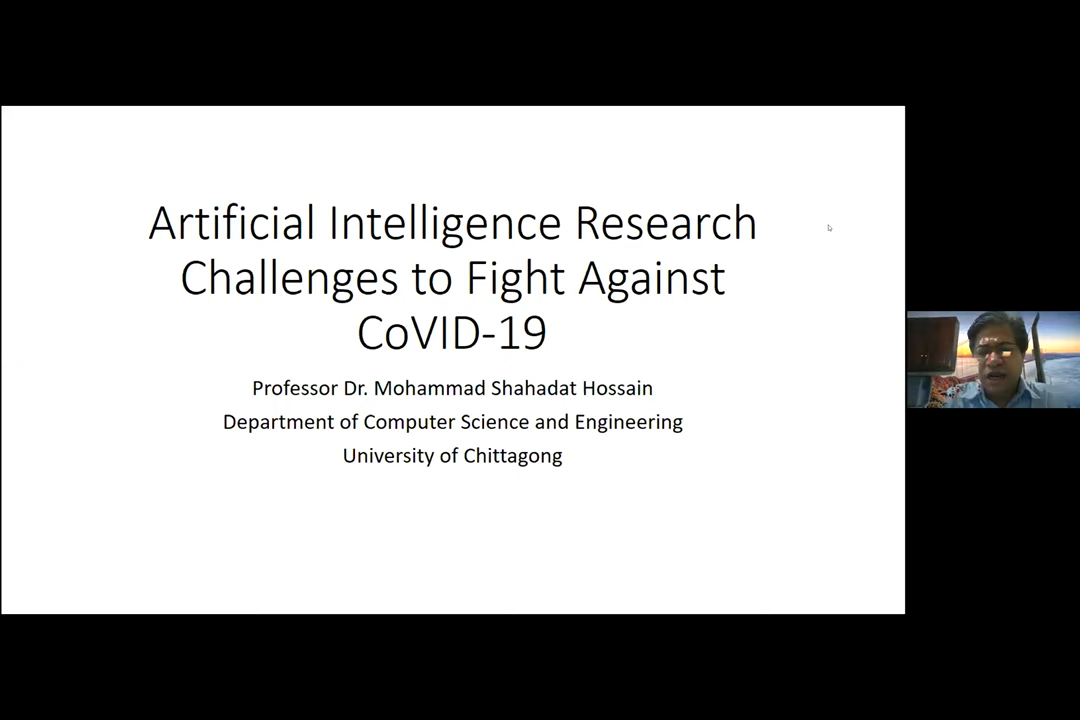 Artificial Intelligence Research
Challenges to Fight Against
CoVID-19
Professor Dr. Mohammad Shahadat Hossain
Department of Computer Science and Engineering
University of Chittagong